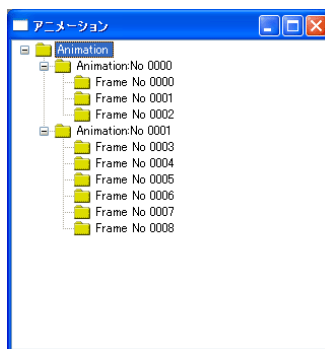 アニメーション
Animation
Animation:No 0000
Frame No 0000
Frame No 0001
Frame No 0002
Animation:No 0001
Frame No 0003
Frame No 0004
Frame No 0005
Frame No 0006
Frame No 0007
Frame No 0008